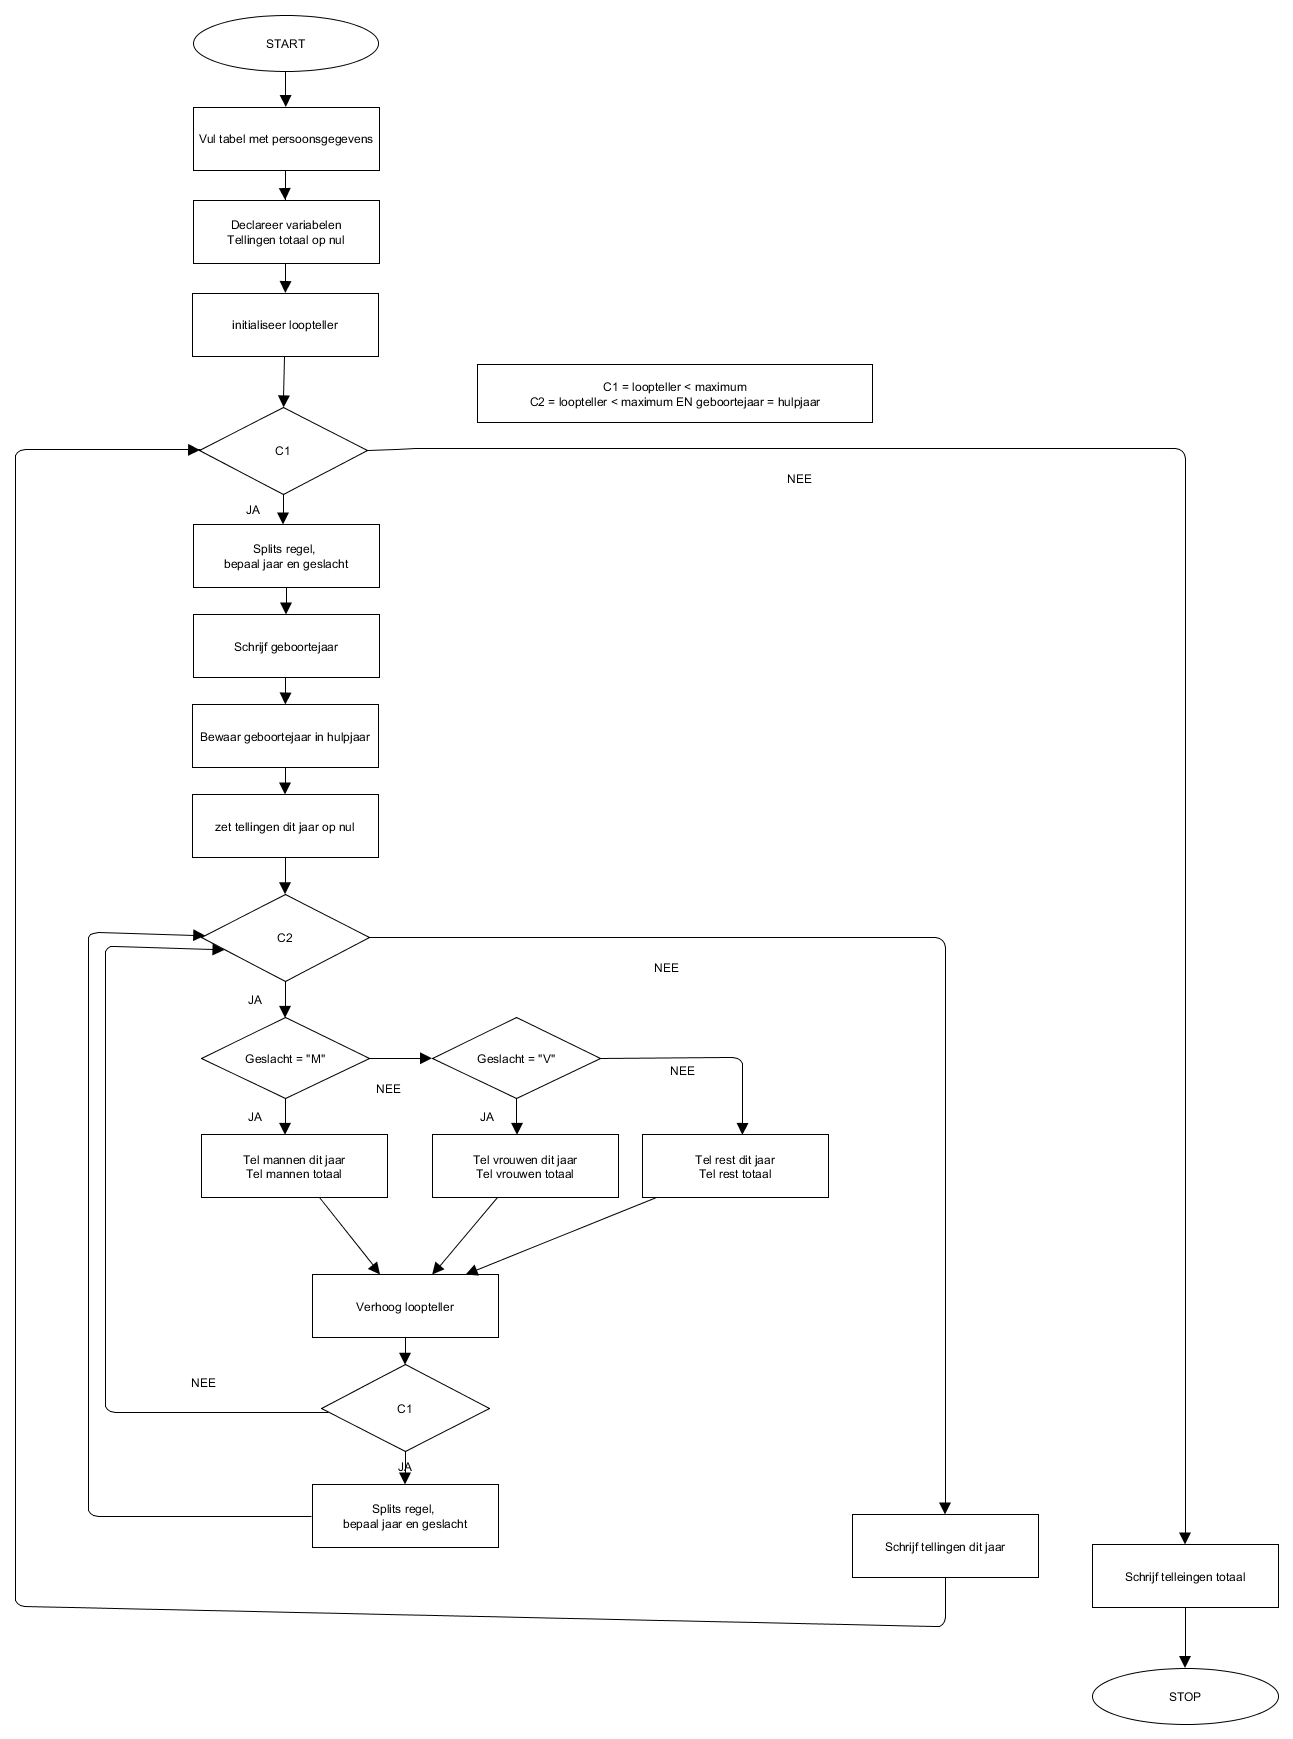 START
Vul tabel met persoonsgegevens
Declareer variabelen
Tellingen totaal op nul
initialiseer loopteller
C1 = loopteller < maximum
C2 = loopteller < maximum EN geboortejaar = hulpjaar
C1
NEE
JA
Splits regel,
bepaal jaar en geslacht
Schrijf geboortejaar
Bewaar geboortejaar in hulpjaar
zet tellingen dit jaar op nul
C2
NEE
JA
Geslacht = "M"
Geslacht = "V"
NEE
NEE
JA
JA
Tel mannen dit jaar
Tel mannen totaal
Tel vrouwen dit jaar
Tel vrouwen totaal
Tel rest dit jaar
Tel rest totaal
Verhoog loopteller
NEE
C1
JA
Splits regel,
bepaal jaar en geslacht
Schrijf tellingen dit jaar
Schrijf telleingen totaal
STOP